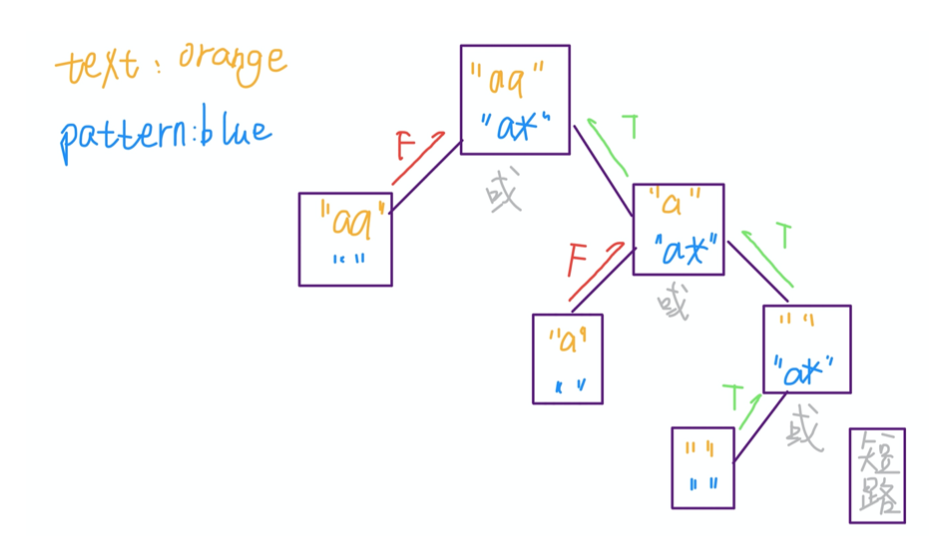 text: orange
pattern:blue
"aa"
"a*"
F
T
或
"aa"
""
"a"
"a*"
F
T
或
"a"
" "
" "
"a*"
T
或
" "
" "
短
路